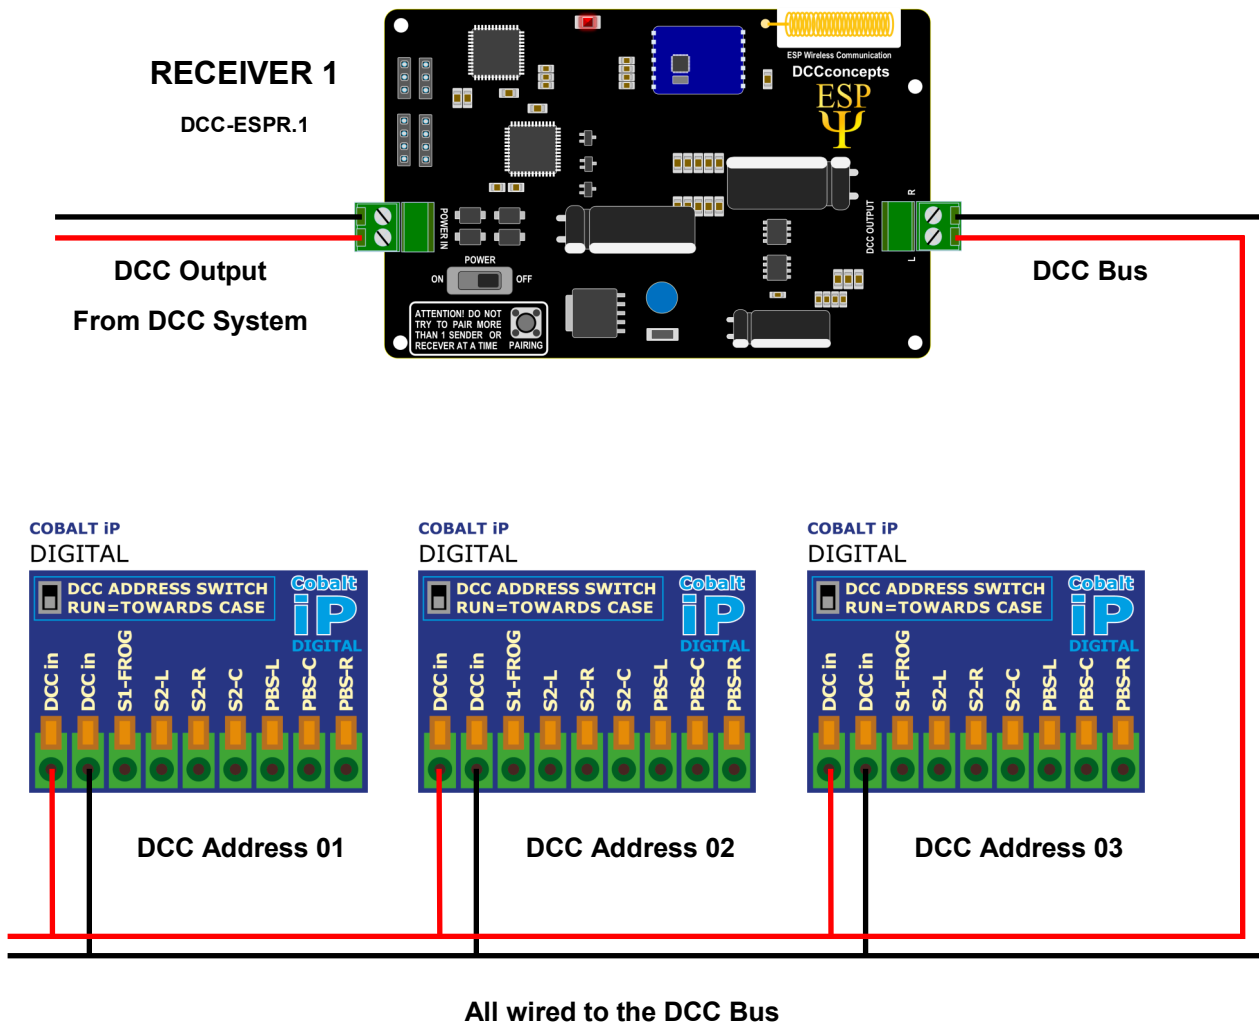 RECEIVER 1
DCC-ESPR.1
ESP Wireless Communication
DCCconcepts
ESP
Ψ
POWER IN
DCC OUTPUT
R
L
POWER
ON
OFF
ATTENTION! DO NOT
TRY TO PAIR MORE
THAN 1 SENDER OR
RECEVER AT A TIME
PAIRING
DCC Output
From DCC System
DCC Bus
COBALT iP
DIGITAL
DCC ADDRESS SWITCH
RUN=TOWARDS CASE
Cobalt
iP
DIGITAL
DCC in
DCC in
S1-FROG
S2-L
S2-R
S2-C
PBS-L
PBS-C
PBS-R
DCC Address 01
COBALT iP
DIGITAL
DCC ADDRESS SWITCH
RUN=TOWARDS CASE
Cobalt
iP
DIGITAL
DCC in
DCC in
S1-FROG
S2-L
S2-R
S2-C
PBS-L
PBS-C
PBS-R
DCC Address 02
COBALT iP
DIGITAL
DCC ADDRESS SWITCH
RUN=TOWARDS CASE
Cobalt
iP
DIGITAL
DCC in
DCC in
S1-FROG
S2-L
S2-R
S2-C
PBS-L
PBS-C
PBS-R
DCC Address 03
All wired to the DCC Bus